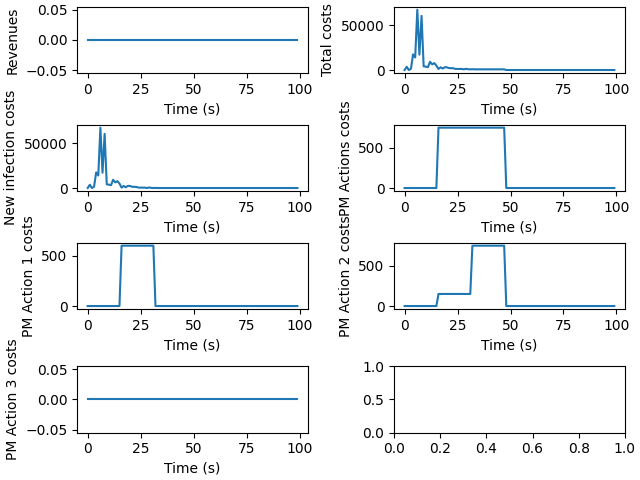 Revenues
0.05
0.00
−0.05
0 25 50 75 100
Time (s)
Total costs
50000
0
0 25 50 75 100
Time (s)
New infection costs
50000
0
0 25 50 75 100
Time (s)
PM Actions costs
500
0
0 25 50 75 100
Time (s)
PM Action 1 costs
500
0
0 25 50 75 100
Time (s)
PM Action 2 costs
500
0
0 25 50 75 100
Time (s)
PM Action 3 costs
0.05
0.00
−0.05
0 25 50 75 100
Time (s)
1.0
0.5
0.0
0.0 0.2 0.4 0.6 0.8 1.0